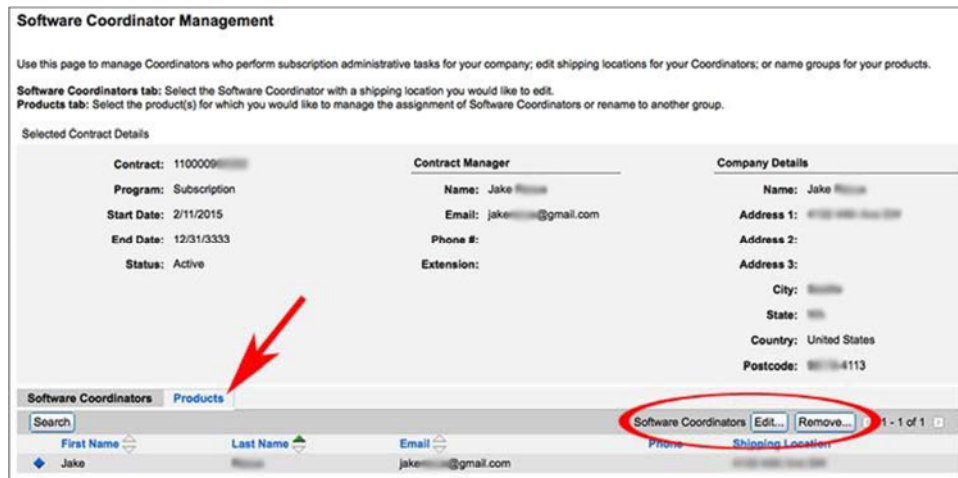 Software Coordinator Management
Use this page to manage Coordinators who perform subscription administrative tasks for your company; edit shipping locations for your Coordinators; or name groups for your products.
Software Coordinators tab: Select the Software Coordinator with a shipping location you would like to edit.
Products tab: Select the product(s) for which you would like to manage the assignment of Software Coordinators or rename to another group.
Selected Contract Details
Contract: 1100009
Program: Subscription
Start Date: 2/11/2015
End Date: 12/31/3333
Status: Active
Contract Manager
Name: Jake
Email: jake @gmail.com
Phone #:
Extension:
Company Details
Name: Jake
Address 1:
Address 2:
Address 3:
City:
State:
Country: United States
Postcode: -4113
Software Coordinators Products
Search Software Coordinators Edit... Remove... 1 - 1 of 1
First Name Last Name Email Phone Shipping Location
Jake jake @gmail.com